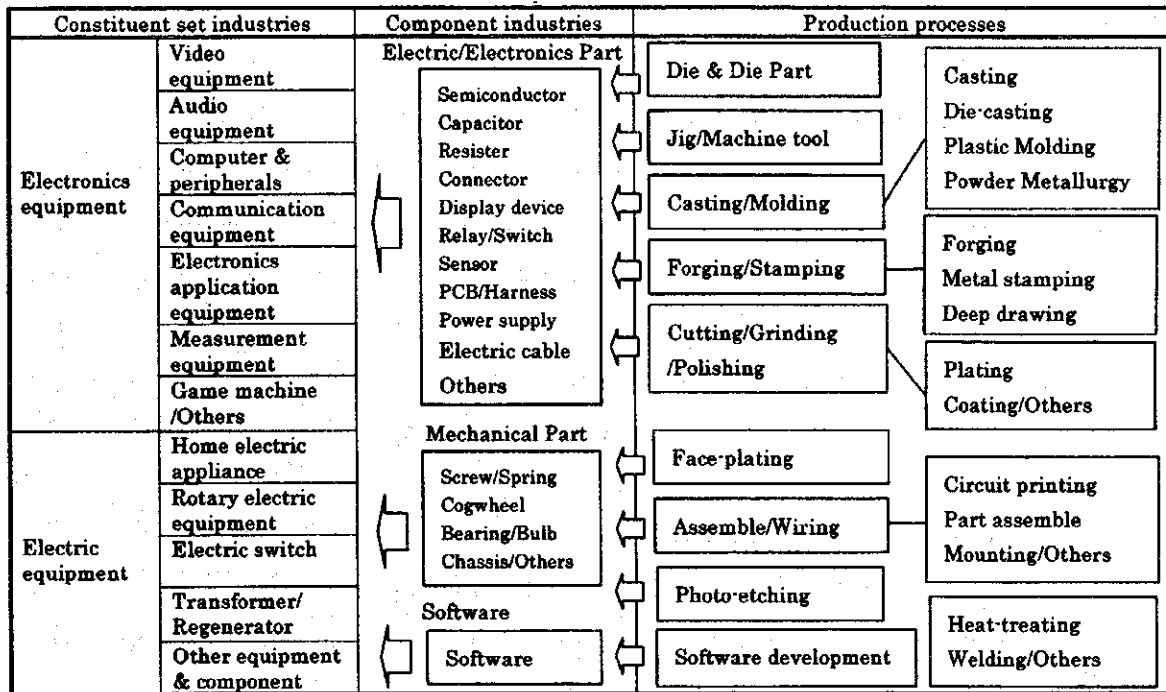 Constituent set industries
Component industries
Production processes
Electronics
equipment
Video
equipment
Audio
equipment
Computer &
peripherals
Communication
equipment
Electronics
application
equipment
Measurement
equipment
Game machine
/Others
Electric
equipment
Home electric
appliance
Rotary electric
equipment
Electric switch
Transformer/
Regenerator
Other equipment
& component
Electric/Electronics Part
Semiconductor
Capacitor
Resister
Connector
Display device
Relay/Switch
Sensor
PCB/Harness
Power supply
Electric cable
Others
Mechanical Part
Screw/Spring
Cogwheel
Bearing/Bulb
Chassis/Others
Software
Software
Die & Die Part
Jig/Machine tool
Casting/Molding
Forging/Stamping
Cutting/Grinding
/Polishing
Face-plating
Assemble/Wiring
Photo-etching
Software development
Casting
Die-casting
Plastic Molding
Powder Metallurgy
Forging
Metal stamping
Deep drawing
Plating
Coating/Others
Circuit printing
Part assemble
Mounting/Others
Heat-treating
Welding/Others